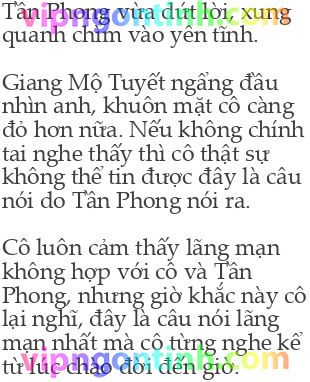 Tần Phong vừa dứt lời, xung
quanh chìm vào yên tĩnh.
Giang Mộ Tuyết ngẩng đầu
nhìn anh, khuôn mặt cô càng
đỏ hơn nữa. Nếu không chính
tai nghe thấy thì cô thật sự
không thể tin được đây là câu
nói do Tần Phong nói ra.
Cô luôn cảm thấy lãng mạn
không hợp với cô và Tần
Phong, nhưng giờ khắc này cô
lại nghĩ, đây là câu nói lãng
mạn nhất mà cô từng nghe kể
từ lúc chào đời đến giờ.
vipngontinh.com
vipngontinh.com